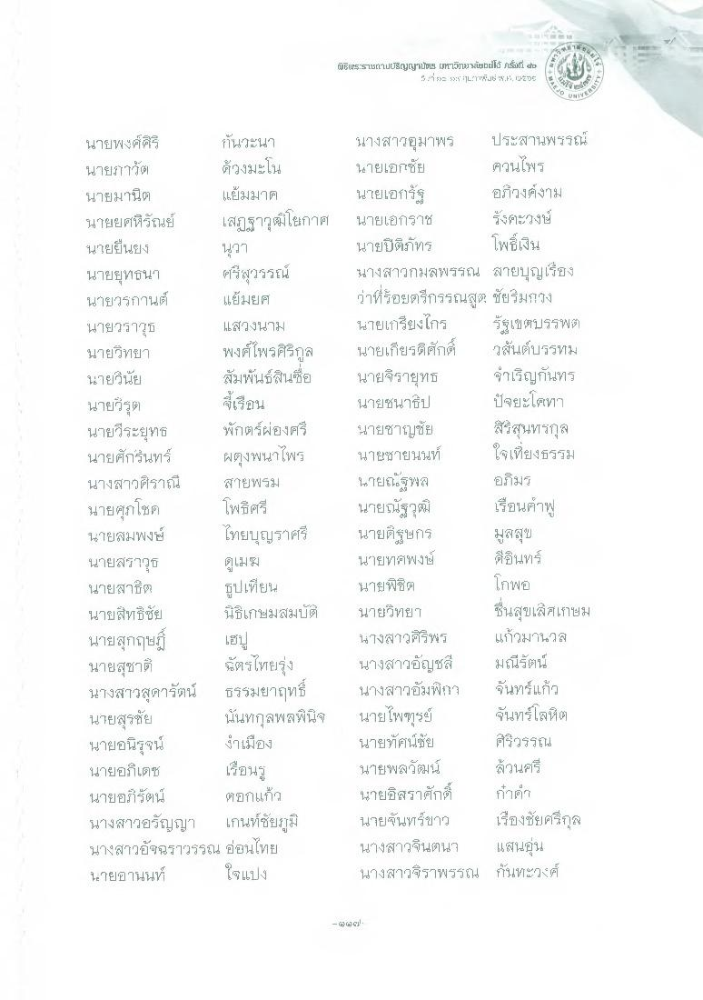 พิธีพระราชทานปริญญาบัตร มหาวิทยาลัยแม่โจ้ ครั้งที่
กุมภาพันธ์ พ.ศ.
MAEJO UNIVERSITY
นายพงศ์ศิริ กันวะนา
นายภาวัต ด้วงมะโน
นายมานิต แย้มมาค
นายยศหิรัณย์ เสฏฐาวุฒิโยกาศ
นายยืนยง นุวา
นายยุทธนา ศรีสุวรรณ์
นายวรกานต์ แย้มยศ
นายวราวุธ แสวงนาม
นายวิทยา พงศ์ไพรศิริกูล
นายวินัย สัมพันธ์สินซื่อ
นายวิรุต จี้เรือน
นายวีระยุทธ พักตร์ผ่องศรี
นายศักรินทร์ ผดุงพนาไพร
นางสาวศิราณี สายพรม
นายศุภโชค โพธิศรี
นายสมพงษ์ ไทยบุญราศรี
นายสราวุธ ดูเมฆ
นายสาธิต ธูปเทียน
นายสิทธิชัย นิธิเกษมสมบัติ
นายสุกฤษฎิ์ เฮปู
นายสุชาติ ฉัตรไทยรุ่ง
นางสาวสุดารัตน์ ธรรมยาฤทธิ์
นายสุรชัย นันทกุลพลพินิจ
นายอนิรุจน์ งำเมือง
นายอภิเดช เรือนรู
นายอภิรัตน์ ดอกแก้ว
นางสาวอรัญญา เกนท์ชัยภูมิ
นางสาวอัจฉราวรรณ อ่อนไทย
นายอานนท์ ใจแปง
นางสาวอุมาพร ประสานพรรณ์
นายเอกชัย ควนไพร
นายเอกรัฐ อภิวงค์งาม
นายเอกราช รังคะวงษ์
นายปิติภัทร โพธิ์เงิน
นางสาวกมลพรรณ สายบุญเรือง
ว่าที่ร้อยตรีกรรณสูต ชัยริมกวง
นายเกรียงไกร รัฐเขตบรรพต
นายเกียรติศักดิ์ วสันต์บรรทม
นายจิรายุทธ จำเริญกันทร
นายชนาธิป ปัจยะโคทา
นายชาญชัย สิริสุนทรกุล
นายชายนนท์ ใจเที่ยงธรรม
นายณัฐพล อภิมร
นายณัฐวุฒิ เรือนคำฟู
นายดิฐษกร มูลสุข
นายทศพงษ์ ดีอินทร์
นายพิชิต โกพอ
นายวิทยา ชื่นสุขเลิศเกษม
นางสาวศิริพร แก้วมานวล
นางสาวอัญชลี มณีรัตน์
นางสาวอัมพิกา จันทร์แก้ว
นายไพฑูรย์ จันทร์โลหิต
นายทัศน์ชัย ศิริวรรณ
นายพลวัฒน์ ล้วนศรี
นายอิสราศักดิ์ ก๋าคำ
นายจันทร์ขาว เรืองชัยศรีกุล
นางสาวจินตนา แสนอุ่น
นางสาวจิราพรรณ กันทะวงศ์
-๑๑๗-